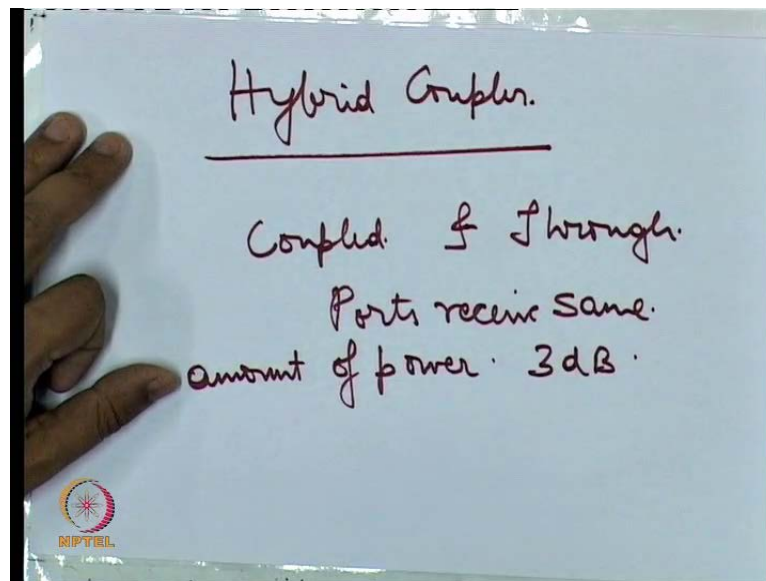 Hybrid Coupler.
Coupled & Through.
Ports receive same.
amount of power. 3dB.
NPTEL